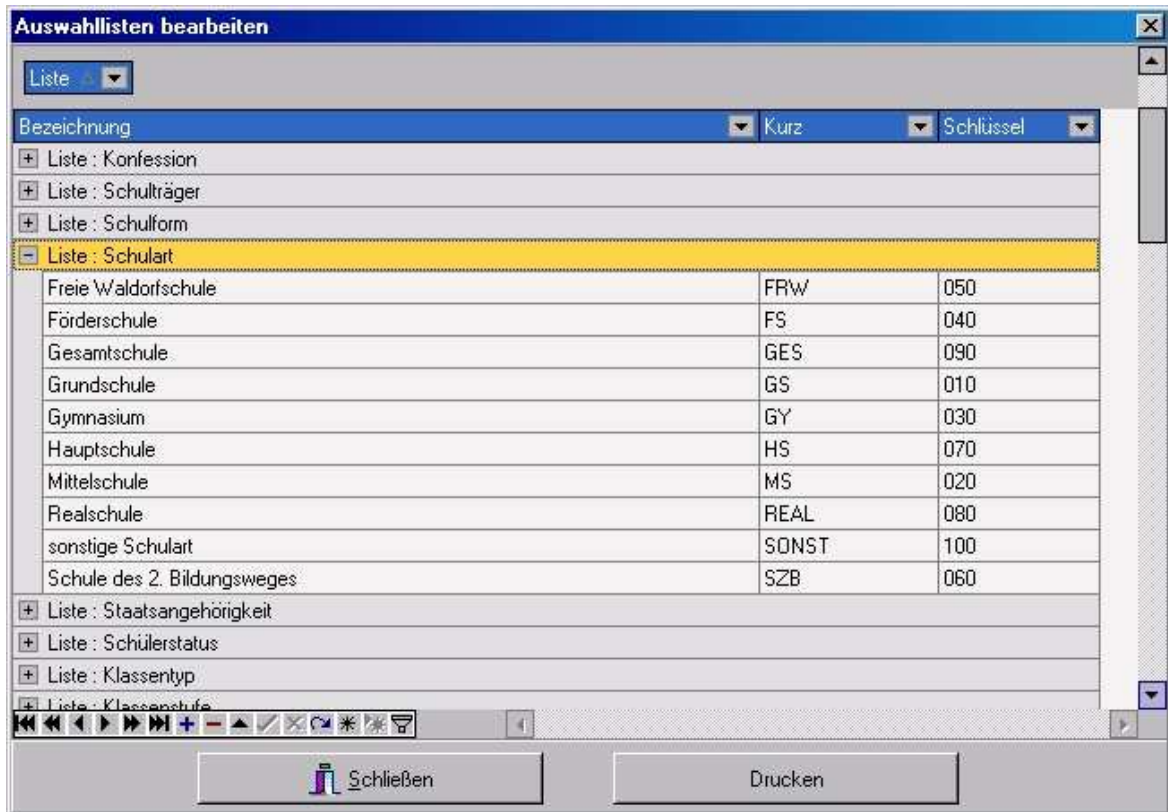 Auswahllisten bearbeiten
Liste
Bezeichnung Kurz Schlüssel
Liste : Konfession
Liste : Schulträger
Liste : Schulform
Liste : Schulart
Freie Waldorfschule FRW 050
Förderschule FS 040
Gesamtschule GES 090
Grundschule GS 010
Gymnasium GY 030
Hauptschule HS 070
Mittelschule MS 020
Realschule REAL 080
sonstige Schulart SONST 100
Schule des 2. Bildungsweges SZB 060
Liste : Staatsangehörigkeit
Liste : Schülerstatus
Liste : Klassentyp
Liste : Klassenstufe
Schließen Drucken